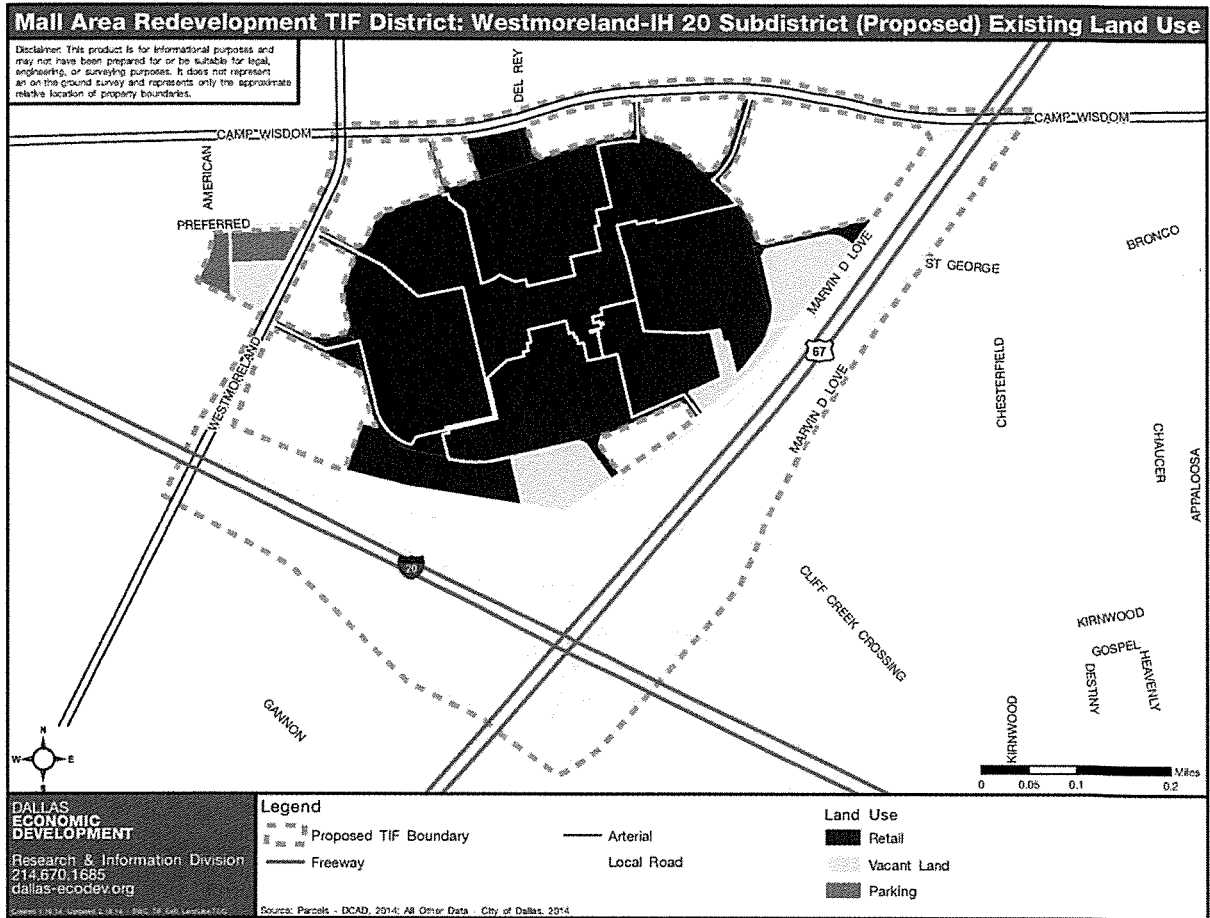 Mall Area Redevelopment TIF District: Westmoreland-IH 20 Subdistrict (Proposed) Existing Land Use
Disclaimer: This product is for informational purposes and
may not have been prepared for or be suitable for legal,
engineering, or surveying purposes. It does not represent
an on the ground survey and represents only the approximate
relative location of property boundaries.
DEL REY
CAMP WISDOM
CAMP WISDOM
AMERICAN
PREFERRED
BRONCO
MARVIN D LOVE
ST GEORGE
WESTMORELAND
67
CHESTERFIELD
MARVIN D LOVE
CHAUCER
APPALOOSA
20
CLIFF CREEK CROSSING
KIRNWOOD
GOSPEL
HEAVENLY
DESTINY
GANNON
KIRNWOOD
N
W E
S
Miles
0 0.05 0.1 0.2
DALLAS
ECONOMIC
DEVELOPMENT
Research & Information Division
214.670.1685
dallas-ecodev.org
Legend
Proposed TIF Boundary
Freeway
Arterial
Local Road
Land Use
Retail
Vacant Land
Parking
Source: Parcels - DCAD, 2014; All Other Data - City of Dallas, 2014